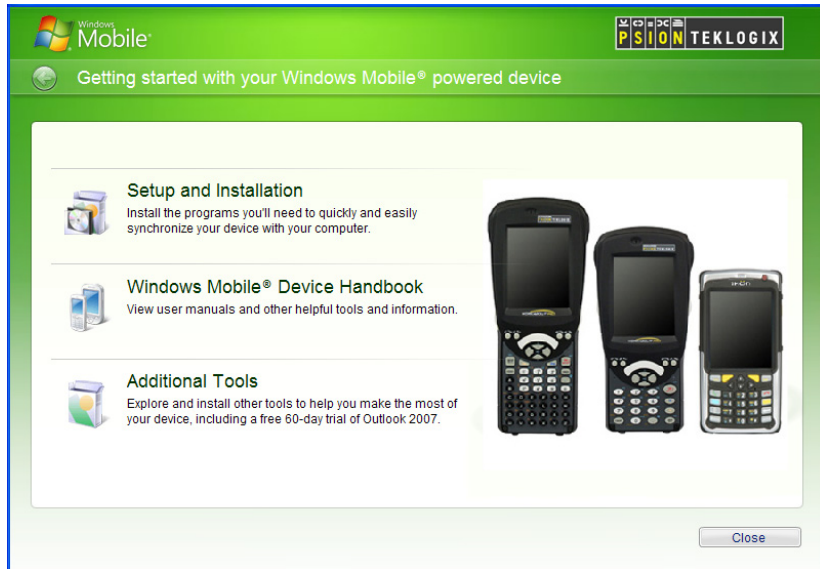 Windows
Mobile®
PSION TEKLOGIX
Getting started with your Windows Mobile® powered device
Setup and Installation
Install the programs you'll need to quickly and easily
synchronize your device with your computer.
Windows Mobile® Device Handbook
View user manuals and other helpful tools and information.
Additional Tools
Explore and install other tools to help you make the most of
your device, including a free 60-day trial of Outlook 2007.
Close